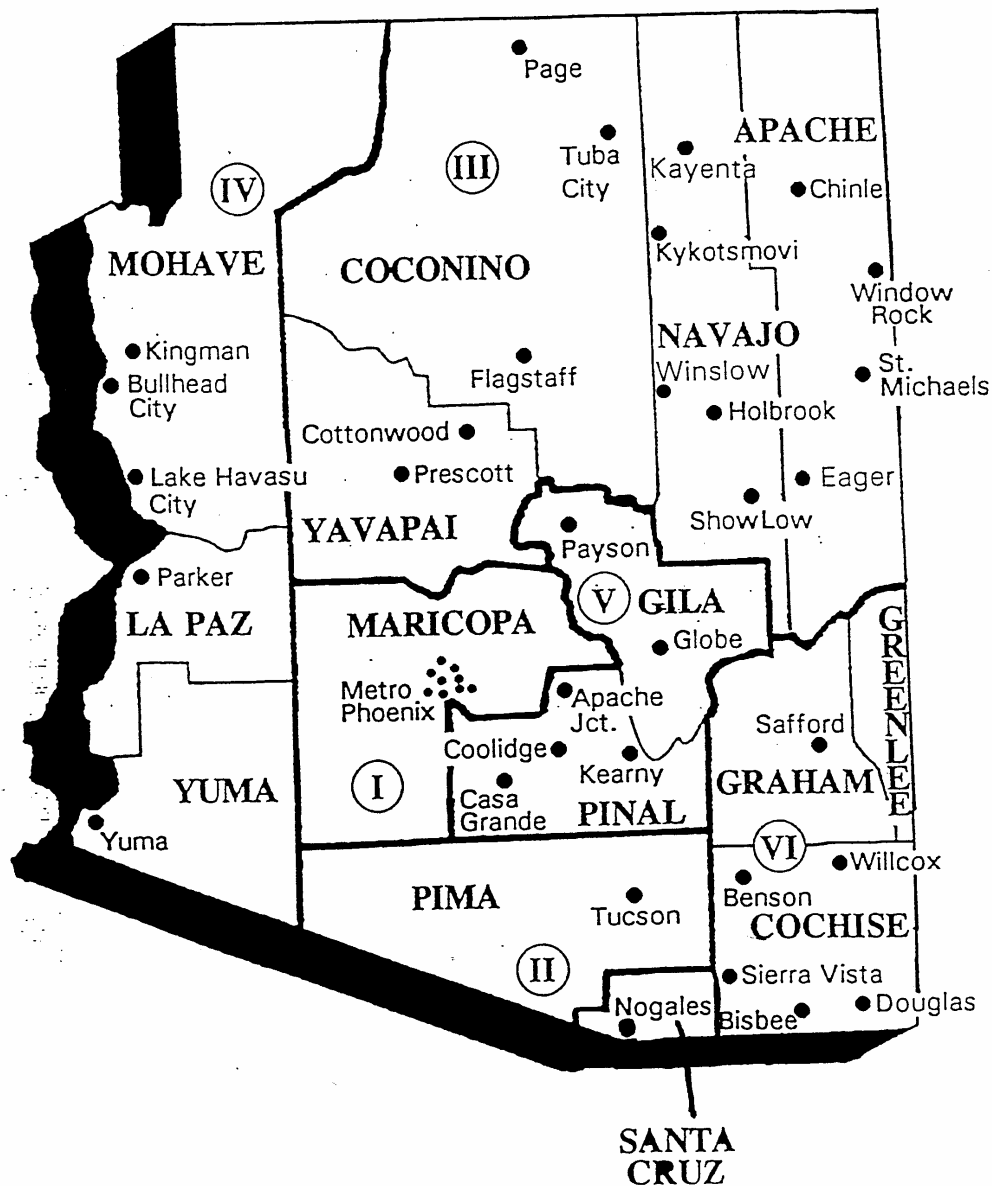 Page
APACHE
Tuba
City
Kayenta
III
IV
Chinle
Kykotsmovi
MOHAVE
COCONINO
Window
Rock
NAVAJO
Kingman
Flagstaff
Winslow
St.
Michaels
Bullhead
City
Holbrook
Cottonwood
Prescott
Lake Havasu
City
Eager
ShowLow
YAVAPAI
Payson
Parker
V
GILA
LA PAZ
MARICOPA
Globe
GREENLEE
Metro
Phoenix
Apache
Jct.
Safford
Coolidge
Kearny
YUMA
I
Casa
Grande
PINAL
GRAHAM
Yuma
VI
Willcox
Benson
PIMA
Tucson
COCHISE
II
Sierra Vista
Nogales
Bisbee
Douglas
SANTA
CRUZ